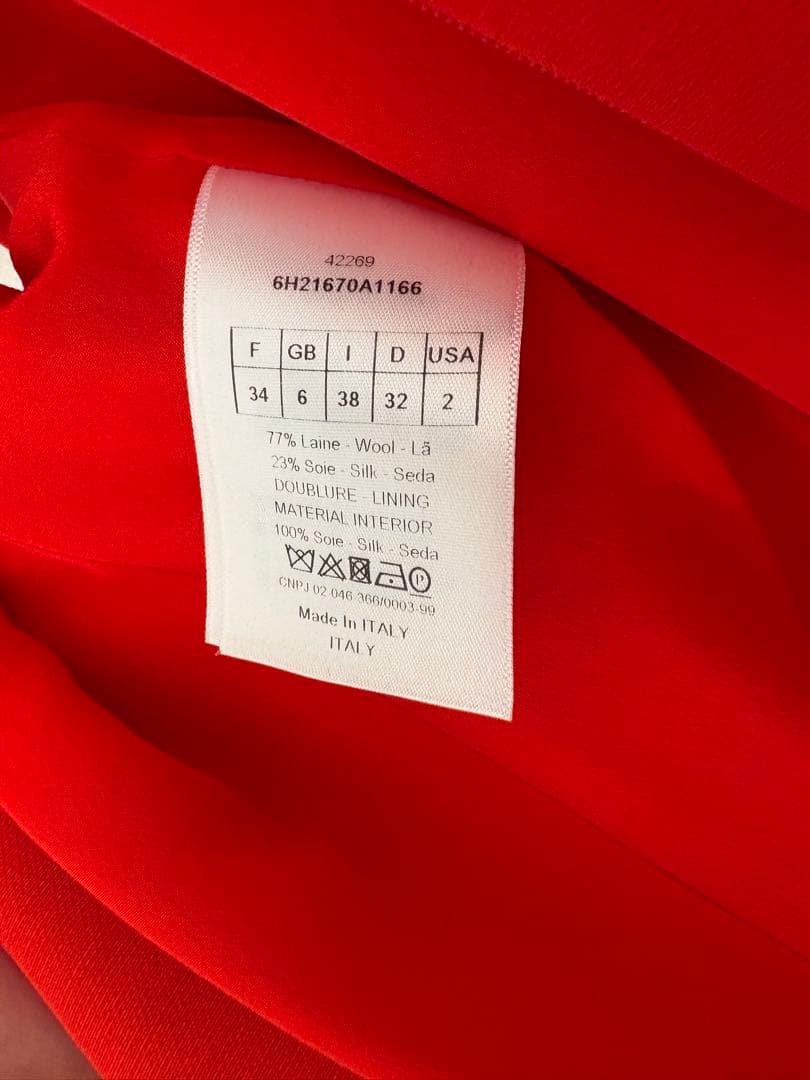 42269
6H21670A1166
F GB I D USA
34 6 38 32 2
77% Laine - Wool - Lã
23% Soie - Silk - Seda
DOUBLURE - LINING
MATERIAL INTERIOR
100% Soie - Silk - Seda
P
CNPJ 02.046.366/0003-99
Made In ITALY
ITALY